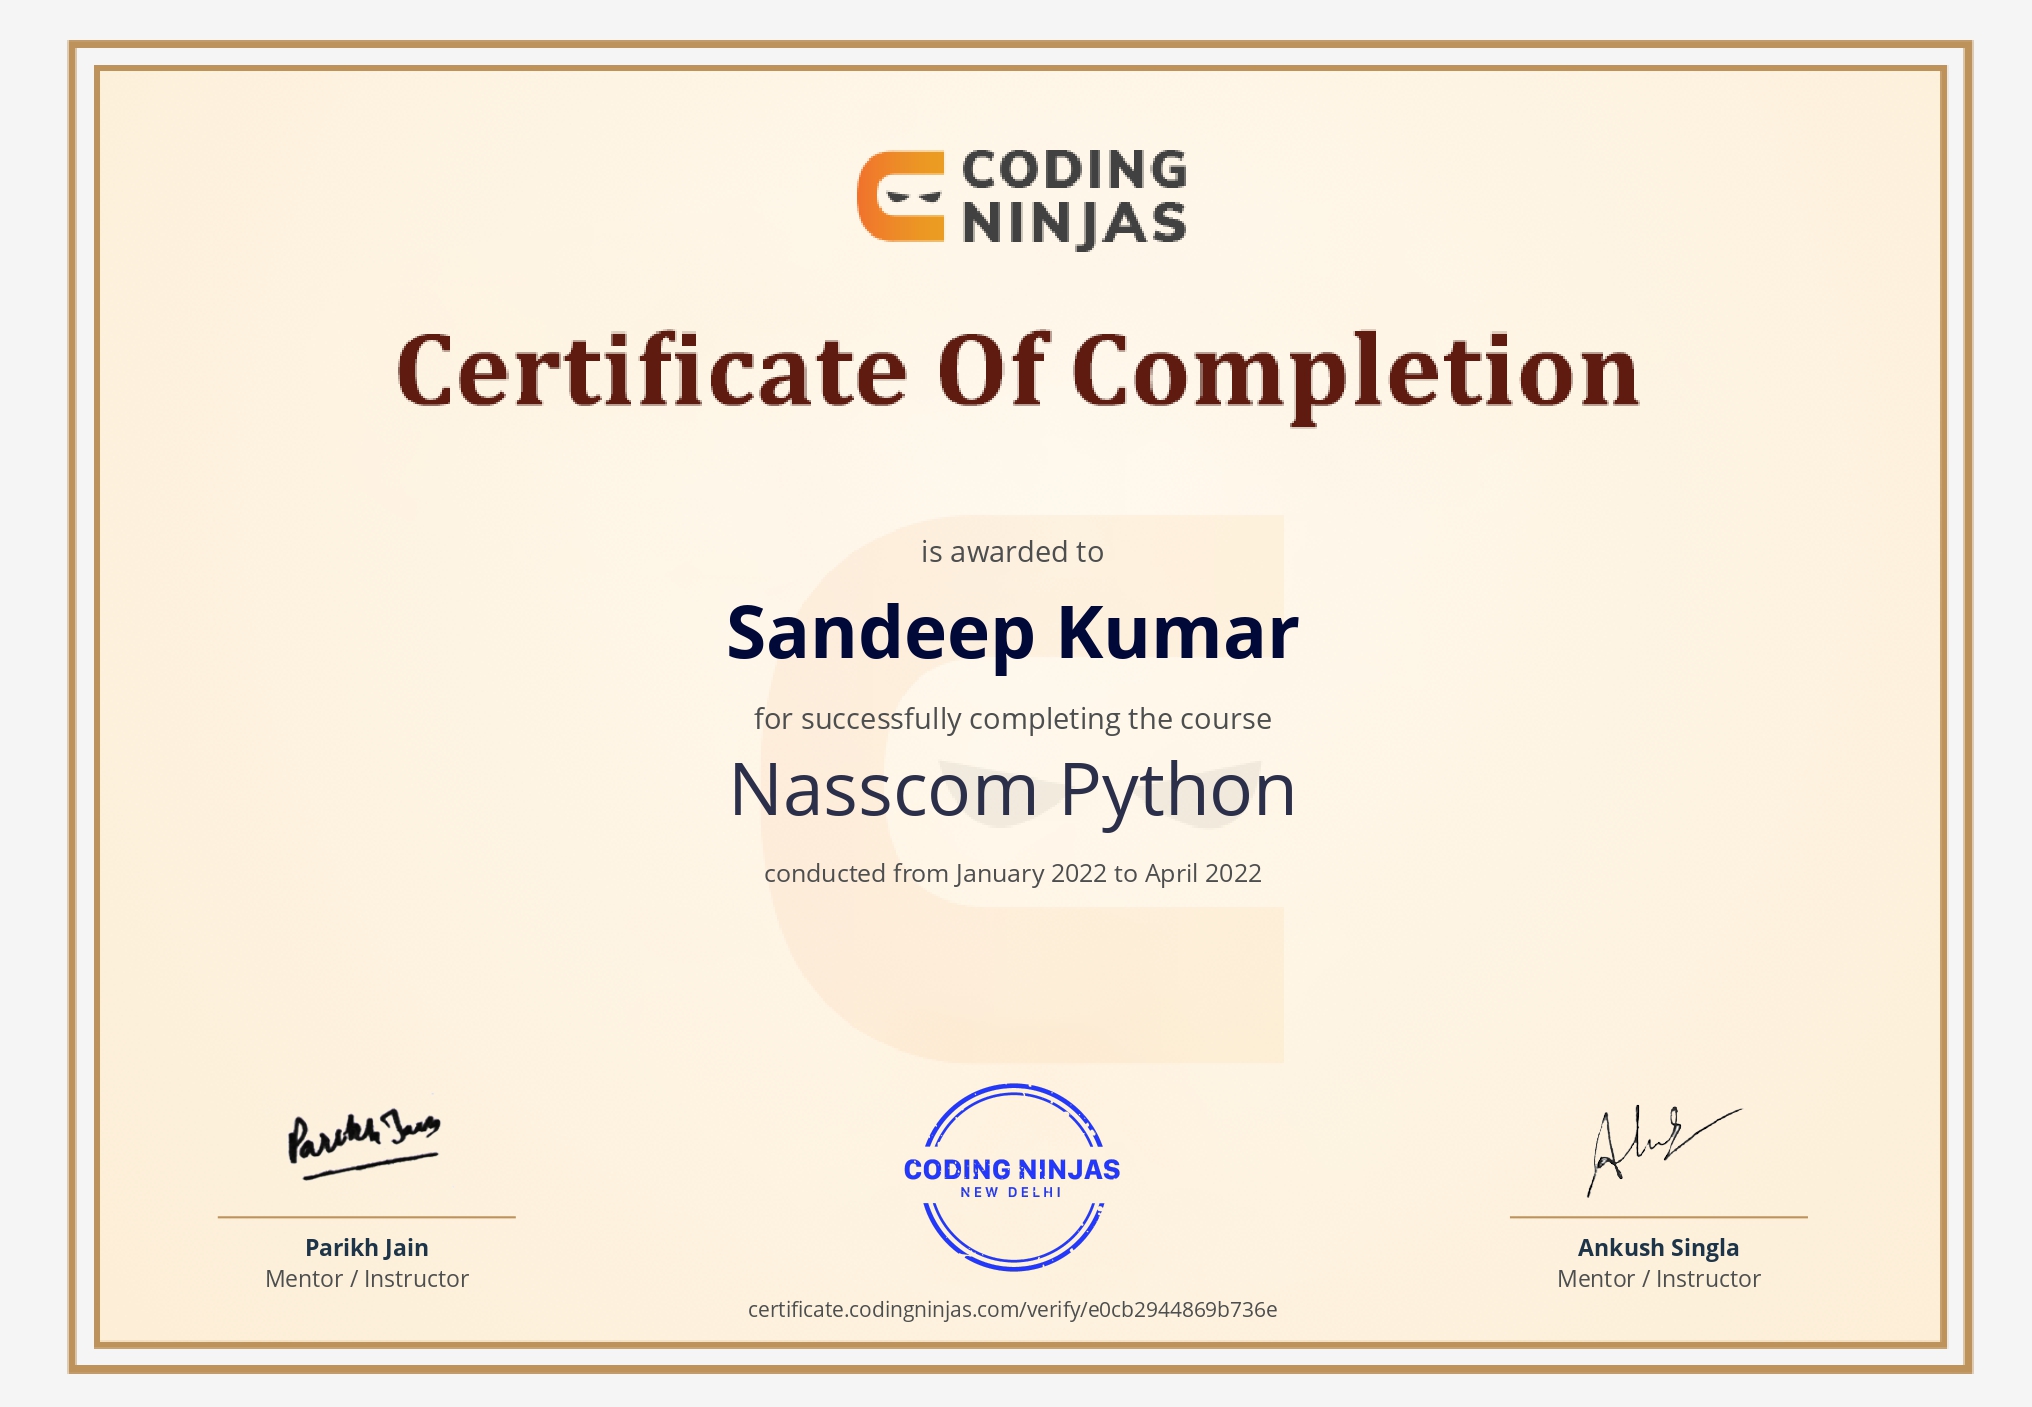 CODING
NINJAS
Certificate Of Completion
is awarded to
Sandeep Kumar
for successfully completing the course
Nasscom Python
conducted from January 2022 to April 2022
Parikh Jain
CODING NINJAS
NEW DELHI
Parikh Jain
Mentor / Instructor
Ankush Singla
Mentor / Instructor
certificate.codingninjas.com/verify/e0cb2944869b736e